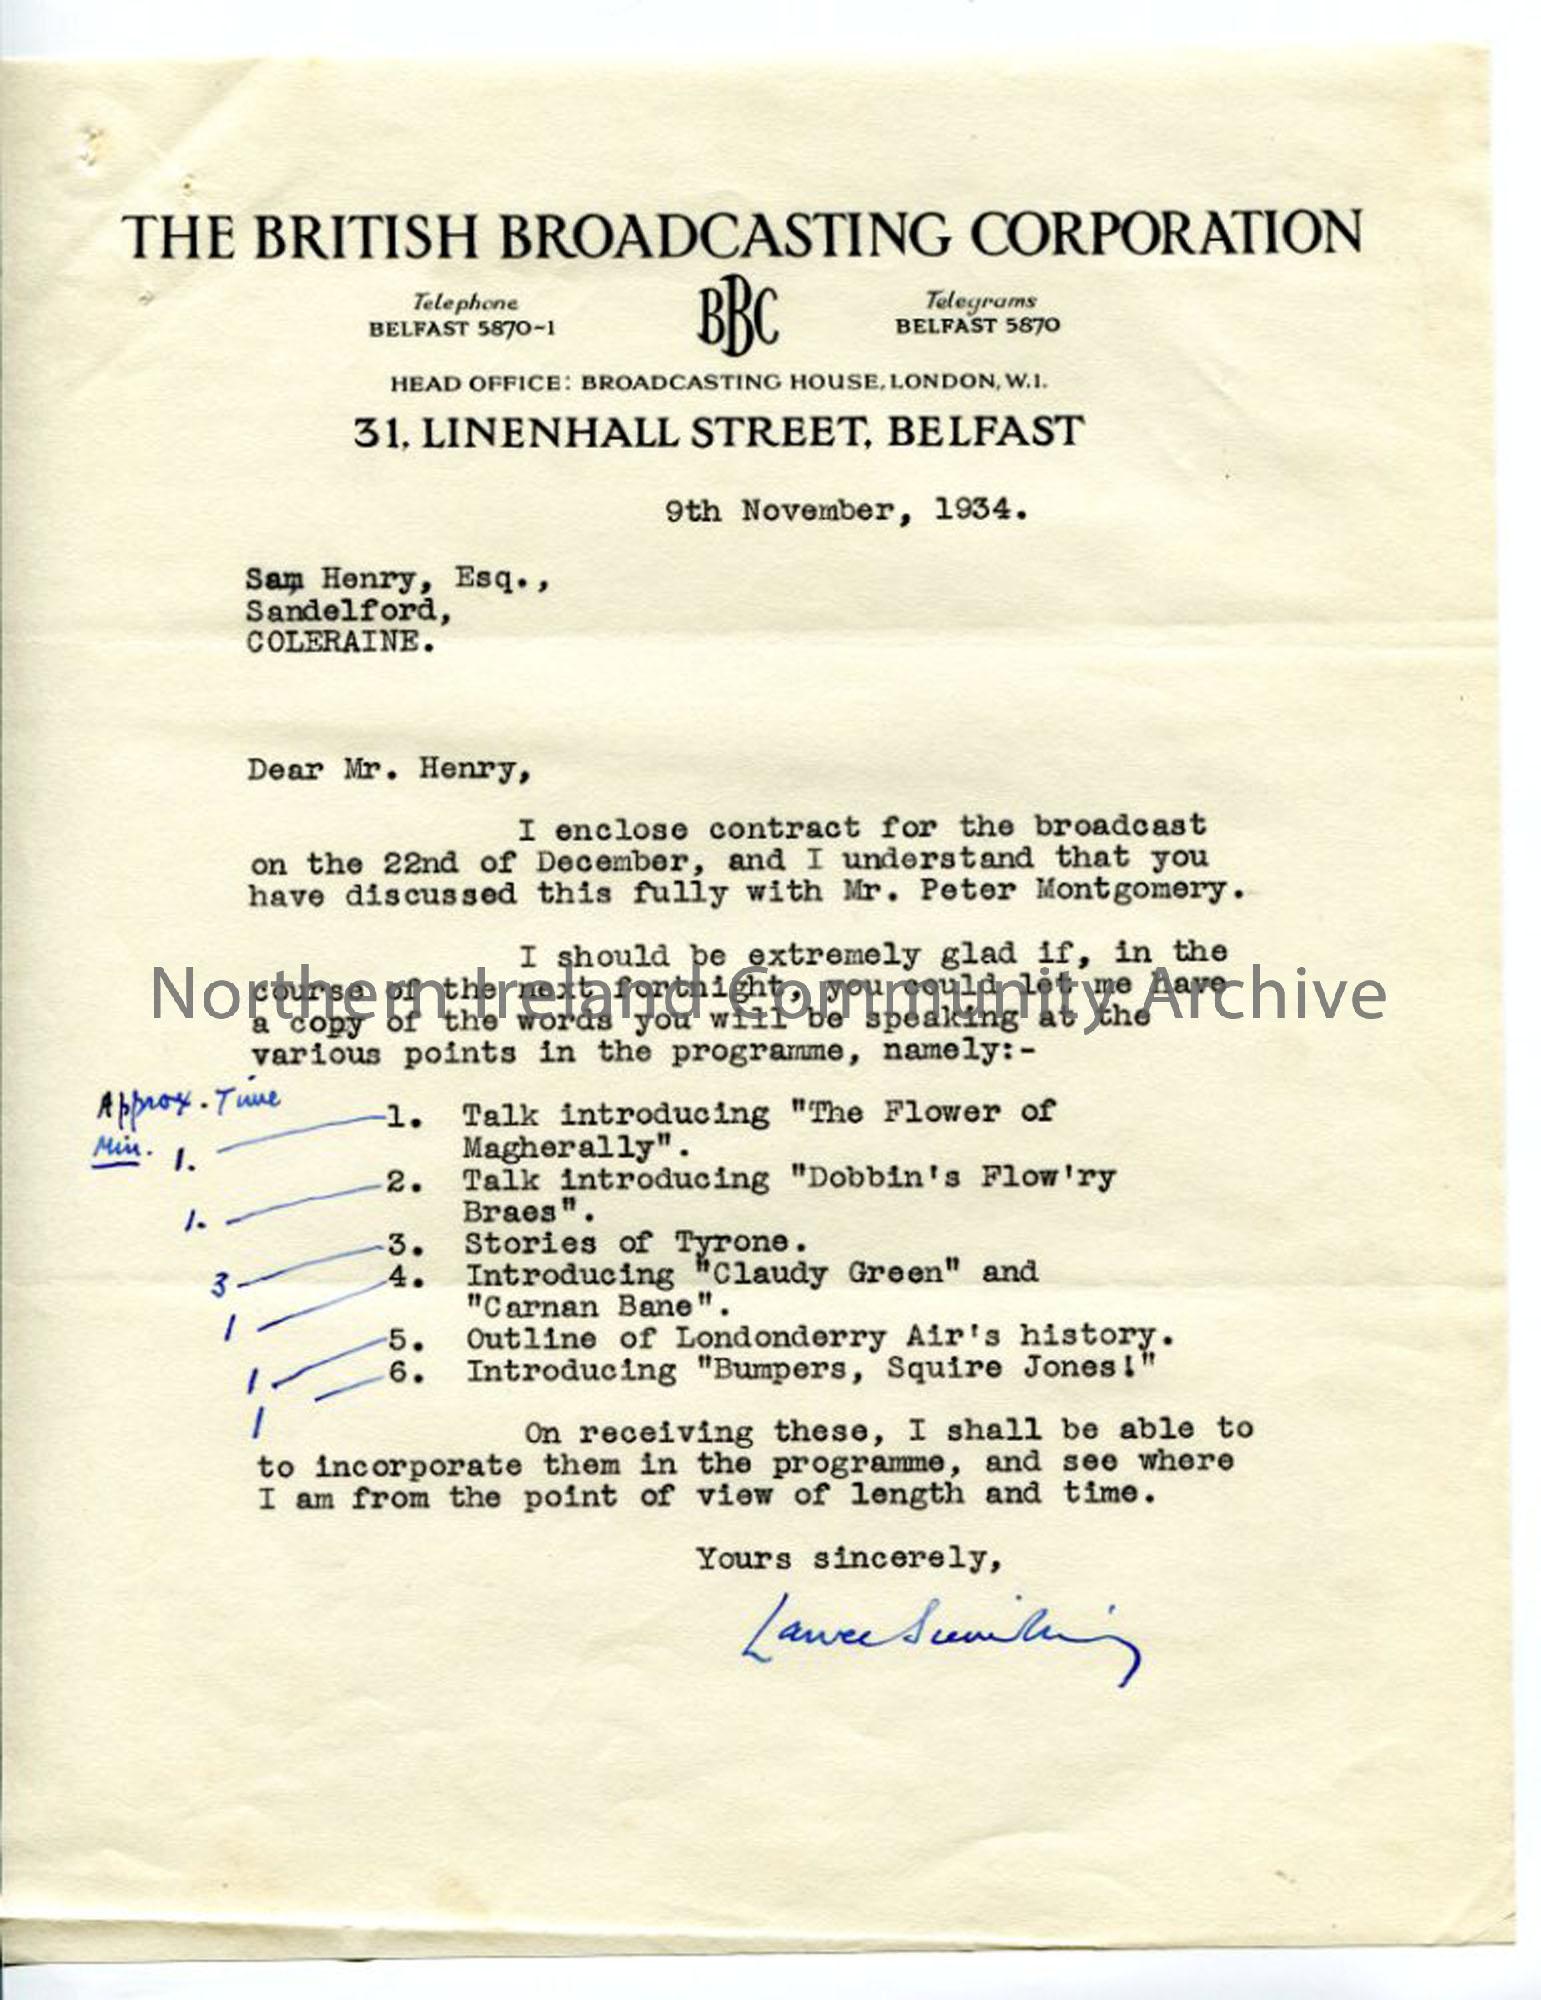 THE BRITISH BROADCASTING CORPORATION
Telephone
BELFAST 5870-1
BBC
Telegrams
BELFAST 5870
HEAD OFFICE: BROADCASTING HOUSE, LONDON, W.1.
31, LINENHALL STREET, BELFAST
9th November, 1934.
Sam Henry, Esq.,
Sandelford,
COLERAINE.
Dear Mr. Henry,
I enclose contract for the broadcast
on the 22nd of December, and I understand that you
have discussed this fully with Mr. Peter Montgomery.
I should be extremely glad if, in the
course of the next fortnight, you could let me have
a copy of the words you will be speaking at the
various points in the programme, namely:-
Northern Ireland Community Archive
Approx. Time
Min. 1. 1. Talk introducing "The Flower of
Magherally".
1. 2. Talk introducing "Dobbin's Flow'ry
Braes".
3 3. Stories of Tyrone.
1 4. Introducing "Claudy Green" and
"Carnan Bane".
1 5. Outline of Londonderry Air's history.
1 6. Introducing "Bumpers, Squire Jones!"
On receiving these, I shall be able to
to incorporate them in the programme, and see where
I am from the point of view of length and time.
Yours sincerely,